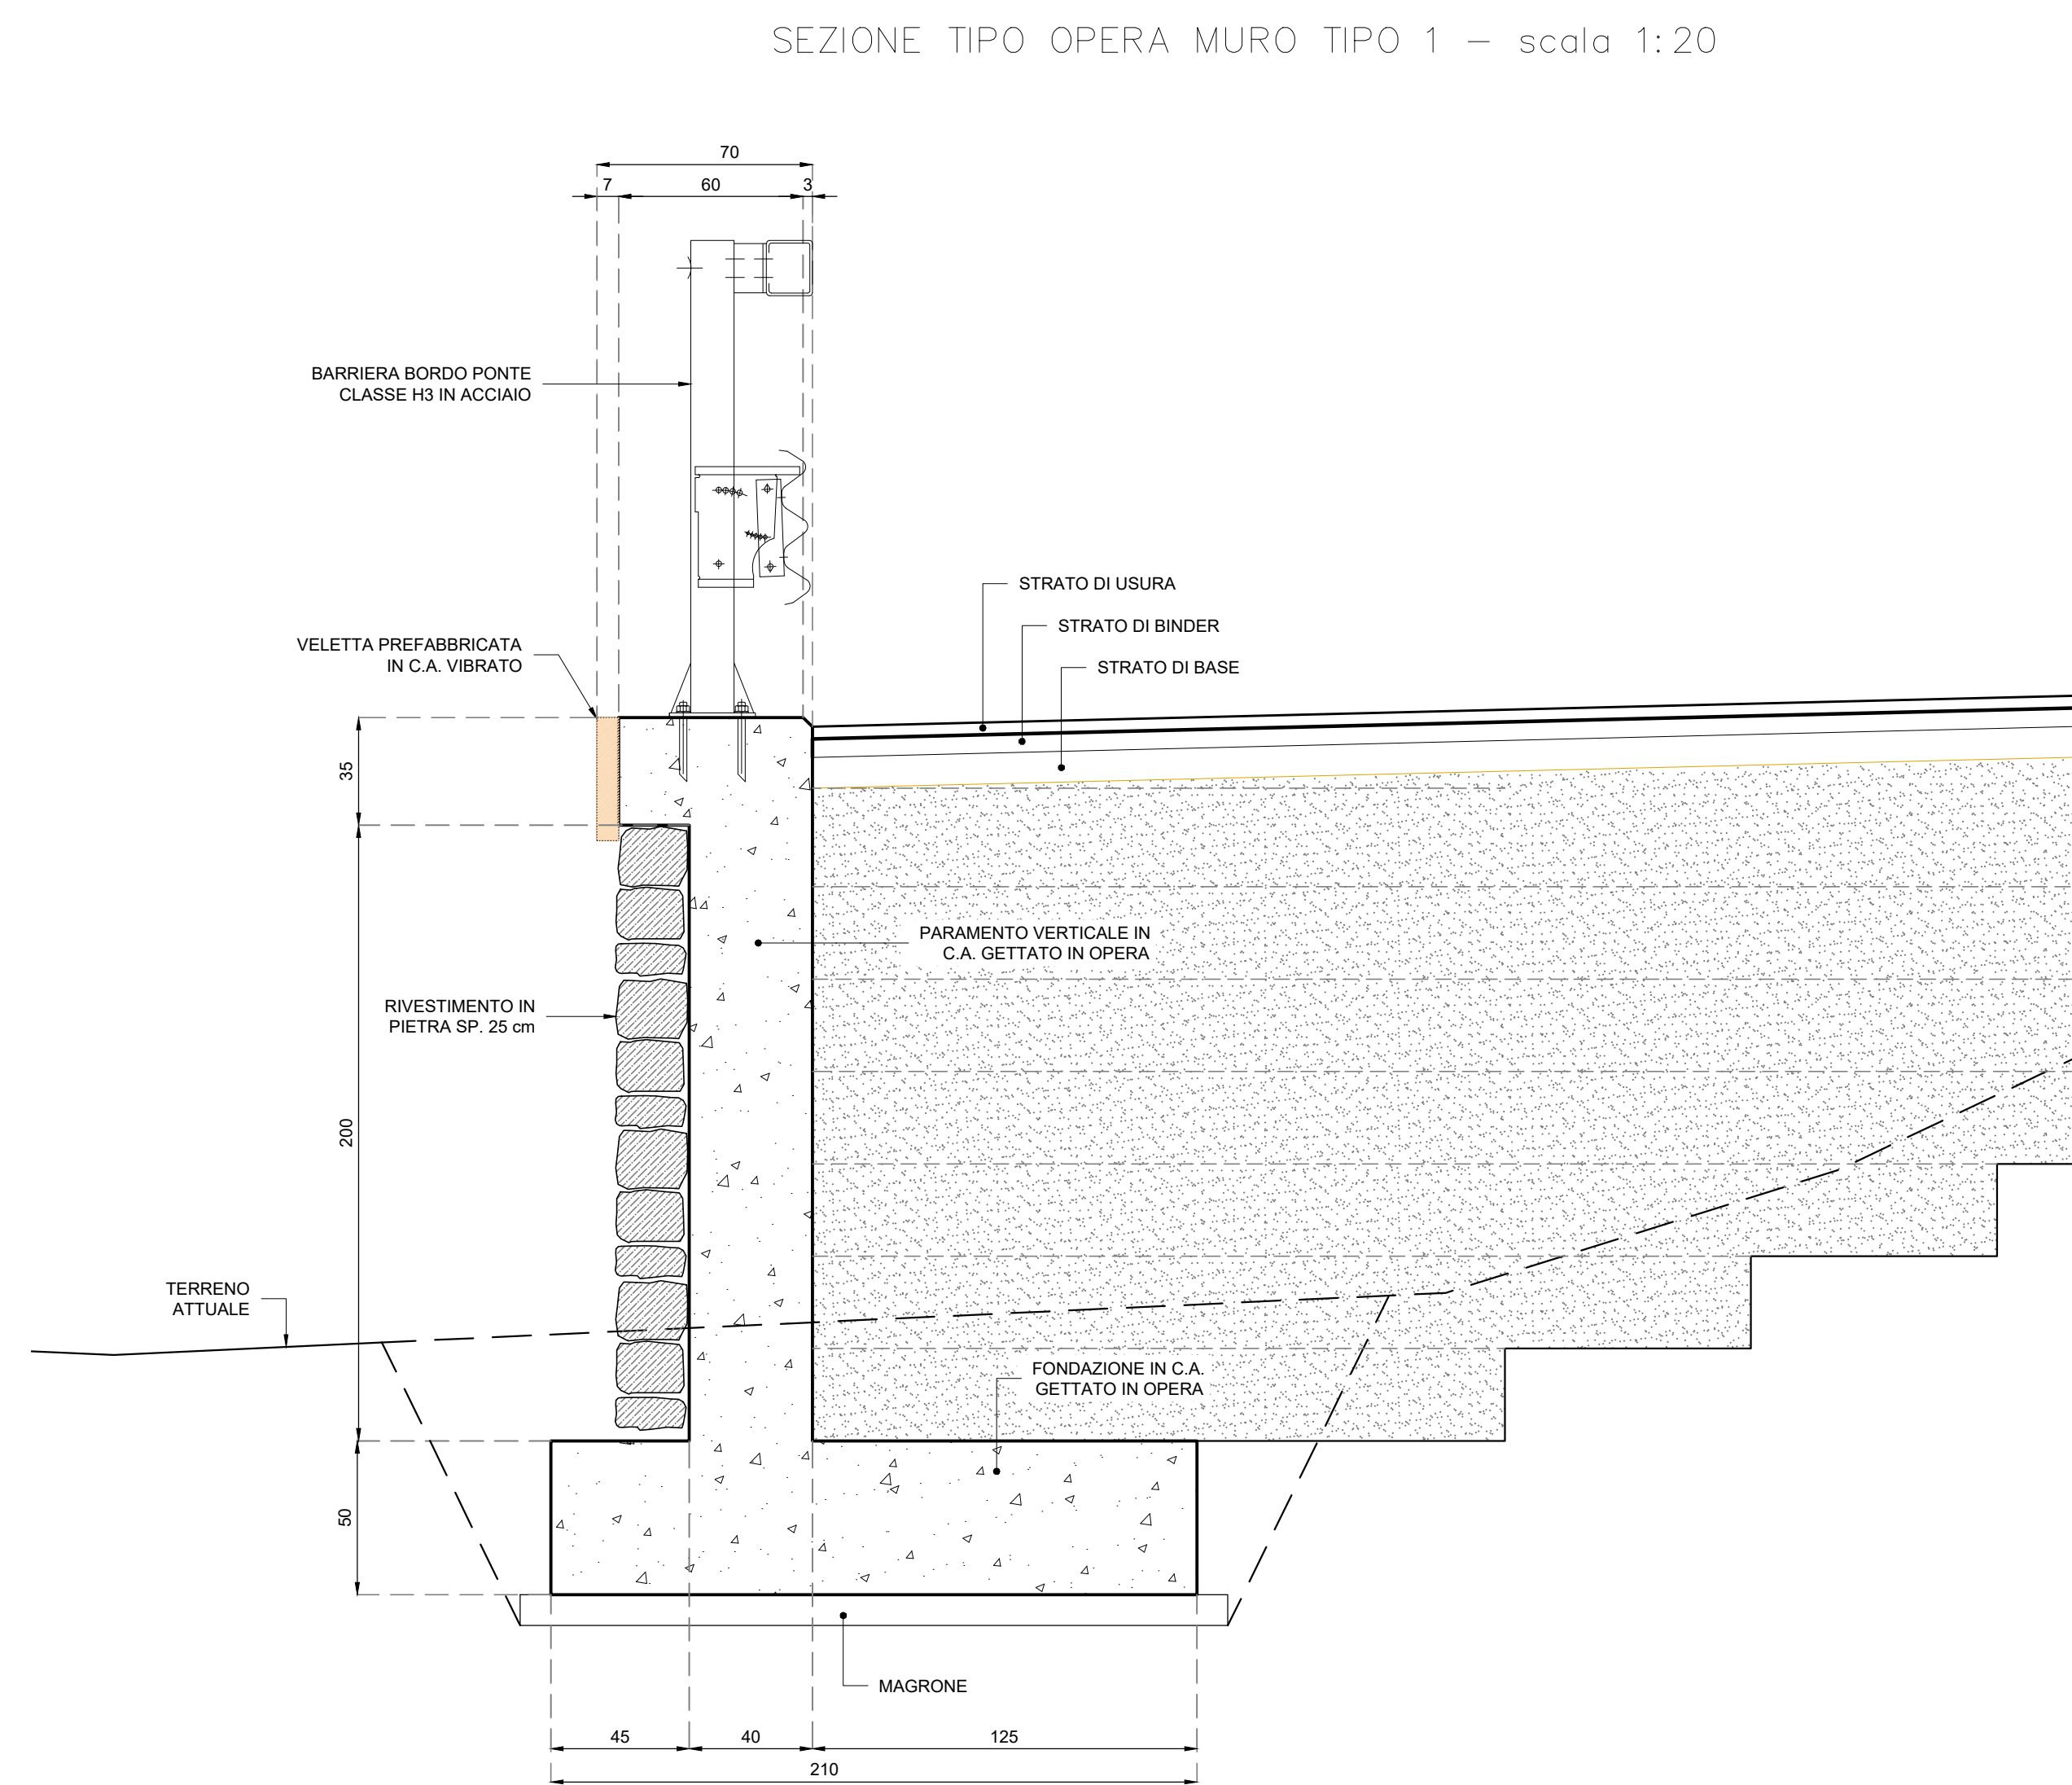 SEZIONE TIPO OPERA MURO TIPO 1 – scala 1:20
70
7
60
3
BARRIERA BORDO PONTE
CLASSE H3 IN ACCIAIO
STRATO DI USURA
STRATO DI BINDER
STRATO DI BASE
VELETTA PREFABBRICATA
IN C.A. VIBRATO
35
PARAMENTO VERTICALE IN
C.A. GETTATO IN OPERA
RIVESTIMENTO IN
PIETRA SP. 25 cm
200
TERRENO
ATTUALE
FONDAZIONE IN C.A.
GETTATO IN OPERA
50
MAGRONE
45
40
125
210